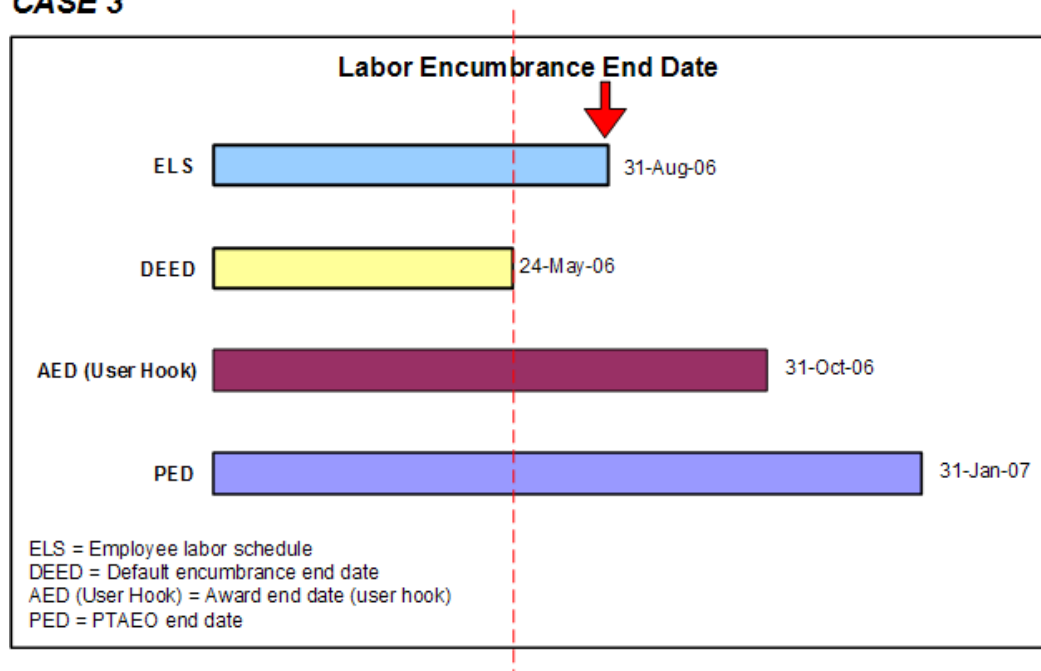 CASE 3
Labor Encumbrance End Date
ELS
31-Aug-06
DEED
24-May-06
AED (User Hook)
31-Oct-06
PED
31-Jan-07
ELS = Employee labor schedule
DEED = Default encumbrance end date
AED (User Hook) = Award end date (user hook)
PED = PTAEO end date